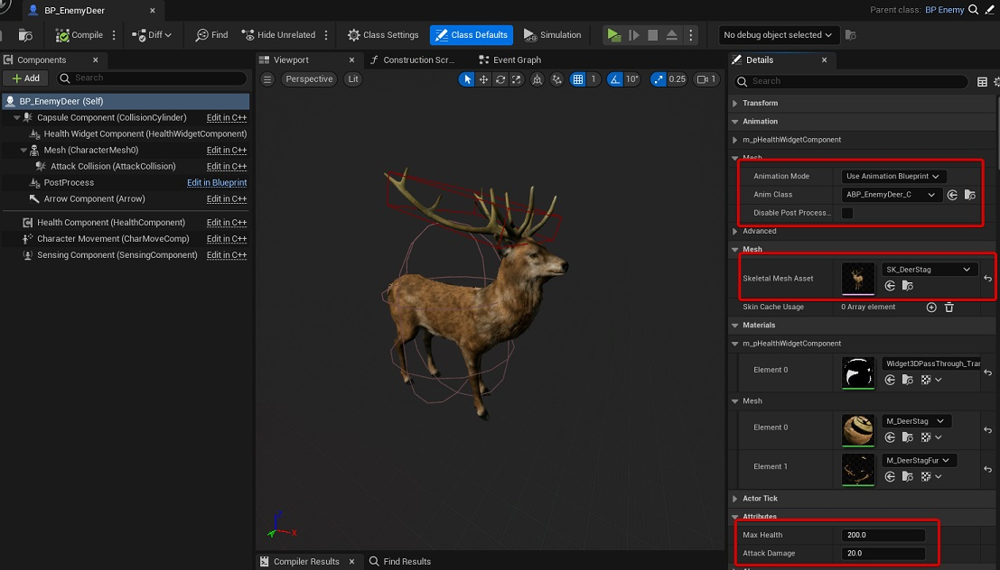 BP_EnemyDeer
Parent class: BP Enemy
Compile
Diff
Find
Hide Unrelated
Class Settings
Class Defaults
Simulation
No debug object selected
Components
Add
Search
BP_EnemyDeer (Self)
Capsule Component (CollisionCylinder) Edit in C++
Health Widget Component (HealthWidgetComponent)
Mesh (CharacterMesh0) Edit in C++
Attack Collision (AttackCollision) Edit in C++
PostProcess Edit in Blueprint
Arrow Component (Arrow) Edit in C++
Health Component (HealthComponent) Edit in C++
Character Movement (CharMoveComp) Edit in C++
Sensing Component (SensingComponent) Edit in C++
Viewport
Construction Scr...
Event Graph
Perspective
Lit
1
10°
0.25
1
X
Compiler Results
Find Results
Details
Search
Transform
Animation
m_pHealthWidgetComponent
Mesh
Animation Mode Use Animation Blueprint
Anim Class ABP_EnemyDeer_C
Disable Post Process...
Advanced
Mesh
Skeletal Mesh Asset SK_DeerStag
Skin Cache Usage 0 Array element
Materials
m_pHealthWidgetComponent
Element 0 Widget3DPassThrough_Tran
Mesh
Element 0 M_DeerStag
Element 1 M_DeerStagFur
Actor Tick
Attributes
Max Health 200.0
Attack Damage 20.0